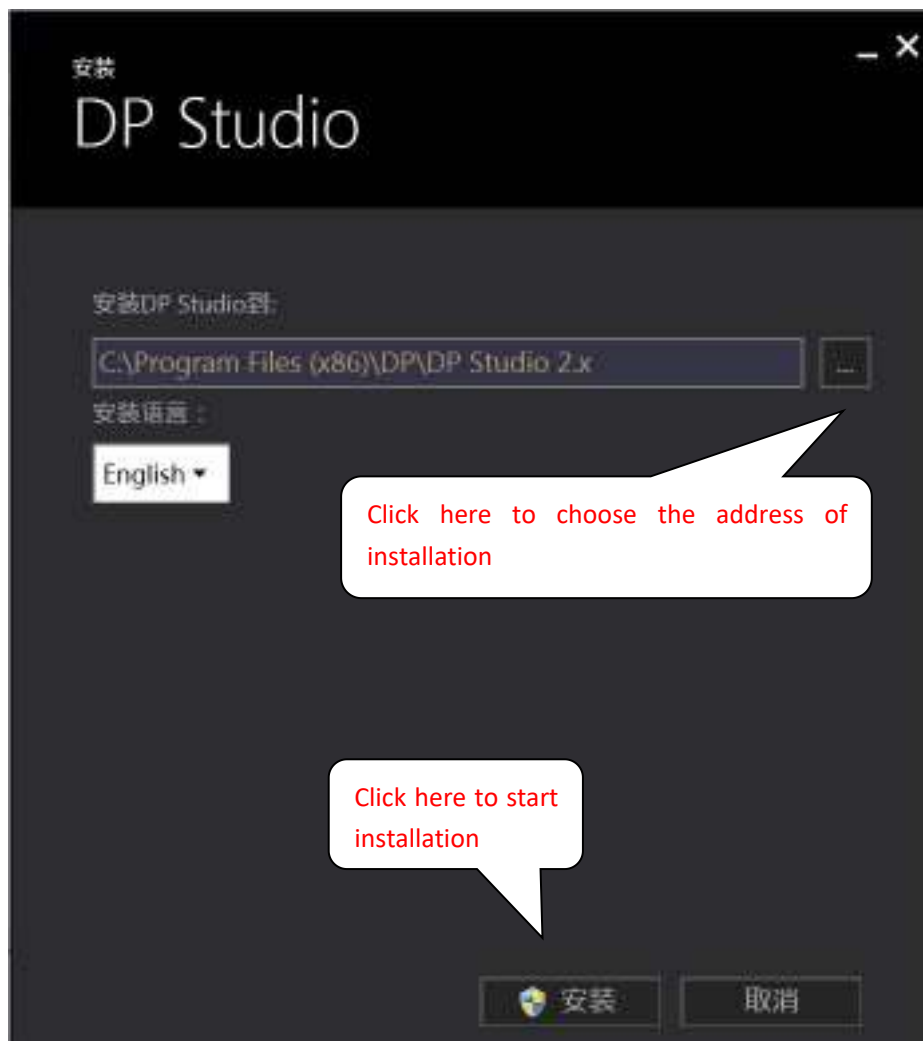 安装
DP Studio
安装DP Studio到:
C:\Program Files (x86)\DP\DP Studio 2.x
...
安装语言：
English
Click here to choose the address of
installation
Click here to start
installation
安装
取消